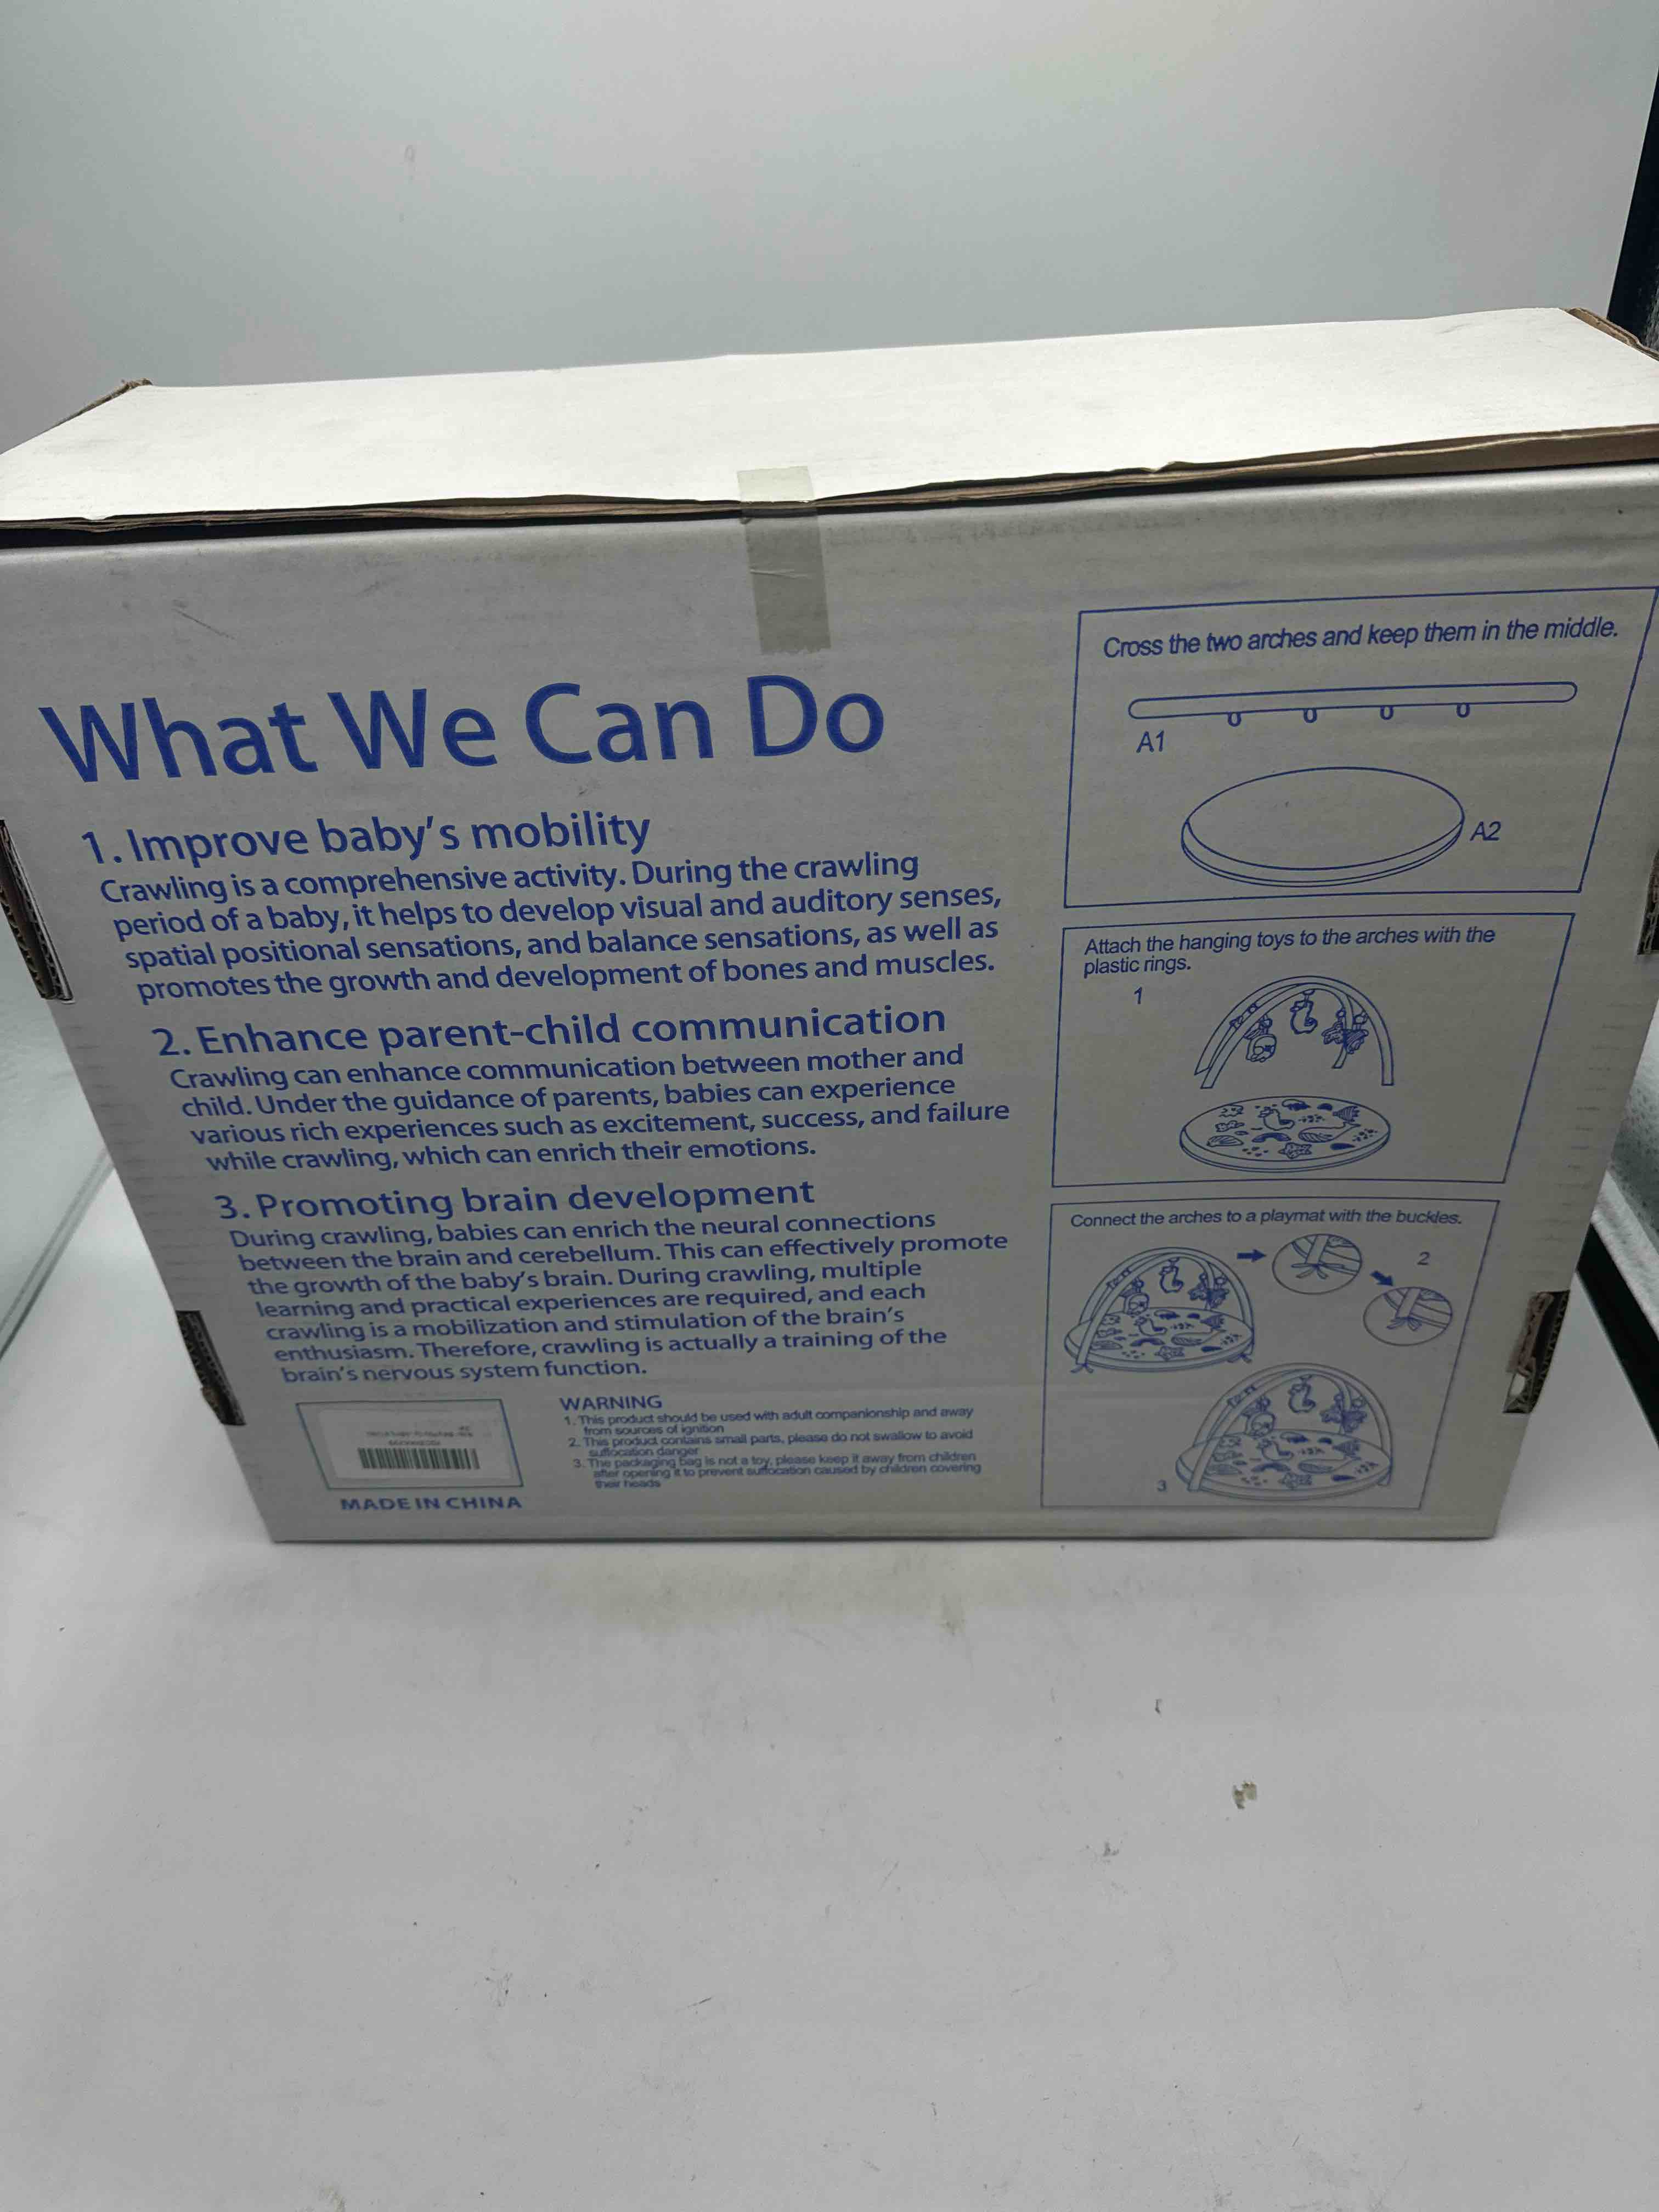 What We Can Do
1. Improve baby's mobility
Crawling is a comprehensive activity. During the crawling
period of a baby, it helps to develop visual and auditory senses,
spatial positional sensations, and balance sensations, as well as
promotes the growth and development of bones and muscles.
2. Enhance parent-child communication
Crawling can enhance communication between mother and
child. Under the guidance of parents, babies can experience
various rich experiences such as excitement, success, and failure
while crawling, which can enrich their emotions.
3. Promoting brain development
During crawling, babies can enrich the neural connections
between the brain and cerebellum. This can effectively promote
the growth of the baby's brain. During crawling, multiple
learning and practical experiences are required, and each
crawling is a mobilization and stimulation of the brain's
enthusiasm. Therefore, crawling is actually a training of the
brain's nervous system function.
MADE IN CHINA
WARNING
1. This product should be used with adult companionship and away
from sources of ignition
2. This product contains small parts, please do not swallow to avoid
suffocation danger
3. The packaging bag is not a toy, please keep it away from children
after opening it to prevent suffocation caused by children covering
their heads
Cross the two arches and keep them in the middle.
A1
A2
Attach the hanging toys to the arches with the
plastic rings.
1
Connect the arches to a playmat with the buckles.
2
3